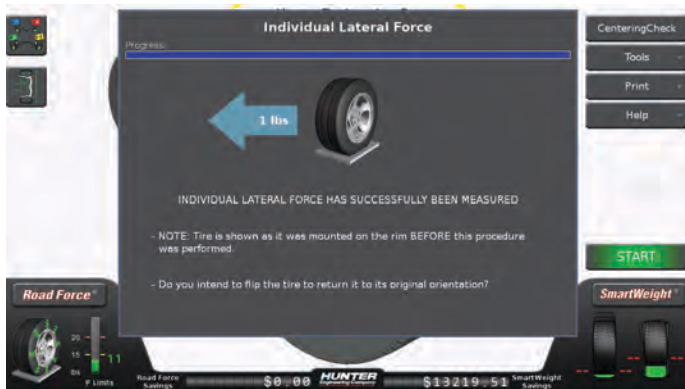 Individual Lateral Force
CenteringCheck
Progress:
Tools
Print
1 lbs
Help
INDIVIDUAL LATERAL FORCE HAS SUCCESSFULLY BEEN MEASURED
- NOTE: Tire is shown as it was mounted on the rim BEFORE this procedure
was performed.
START
- Do you intend to flip the tire to return it to its original orientation?
Road Force®
SmartWeight®
20
15
11
lbs
P Limits
Road Force
Savings
$0.00
HUNTER
Engineering Company
$13219.51
SmartWeight
Savings